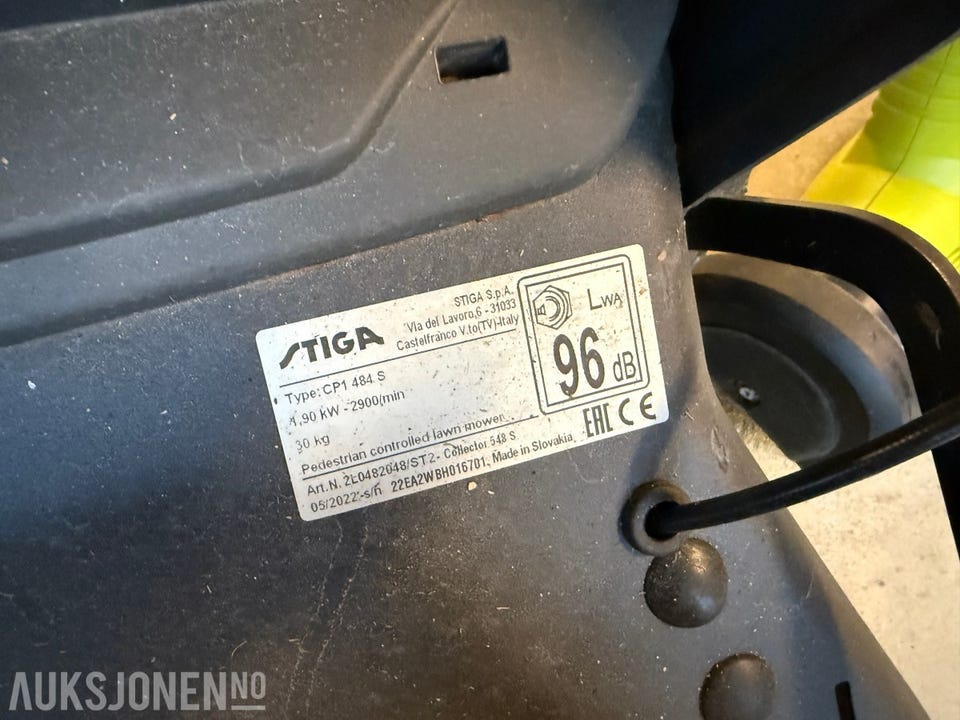 STIGA
STIGA S.p.A.
Via del Lavoro,6 - 31033
Castelfranco V.to(TV)-Italy
Type: CP1 484 S
1,90 kW - 2900/min
30 kg
Pedestrian controlled lawn mower
Art.N. 2L0482048/ST2 - Collector 548 S
05/2022 - s/n 22EA2WBH016701, Made in Slovakia
LWA
96 dB
EAC CE
AUKSJONEN.NO